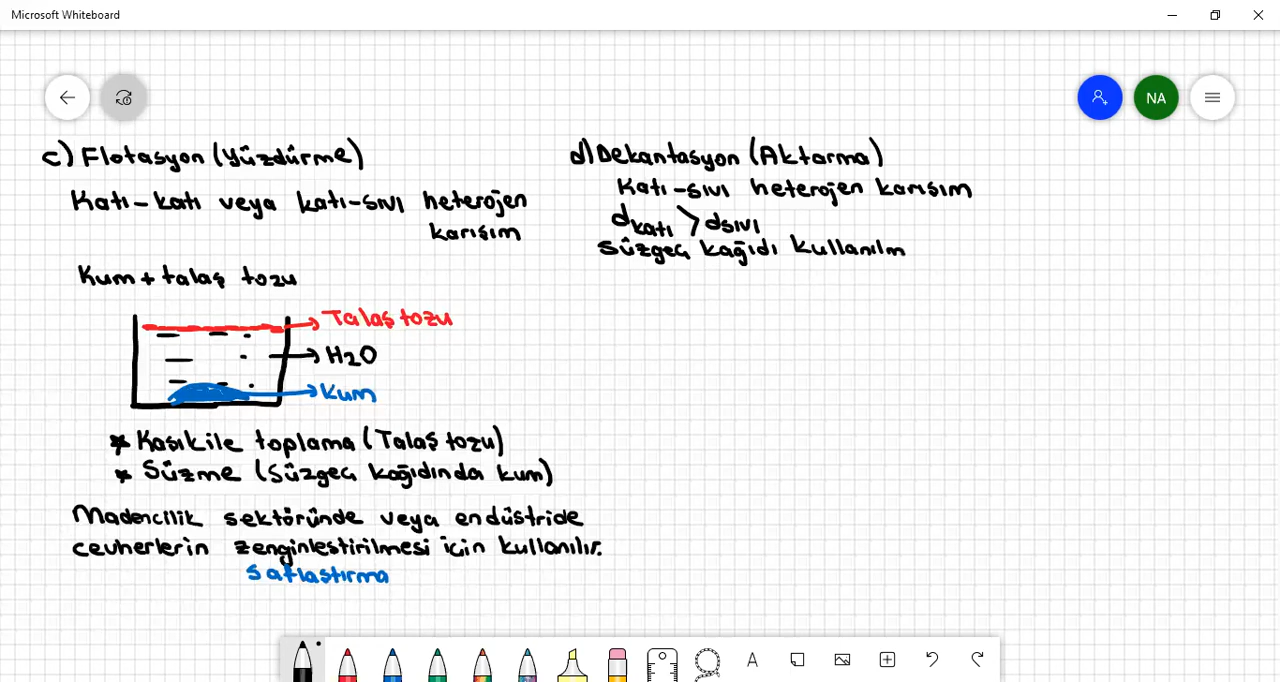 Microsoft Whiteboard
NA
c) Flotasyon (Yüzdürme)
Katı-katı veya katı-sıvı heterojen
karışım
Kum + talaş tozu
Talaş tozu
H2O
Kum
* Kaşık ile toplama (Talaş tozu)
* Süzme (Süzgeç kağıdında kum)
Madencilik sektöründe veya endüstride
cevherlerin zenginleştirilmesi için kullanılır.
saflaştırma
d) Dekantasyon (Aktarma)
Katı-sıvı heterojen karışım
dkatı > dsıvı
Süzgeç kağıdı kullanılm
A